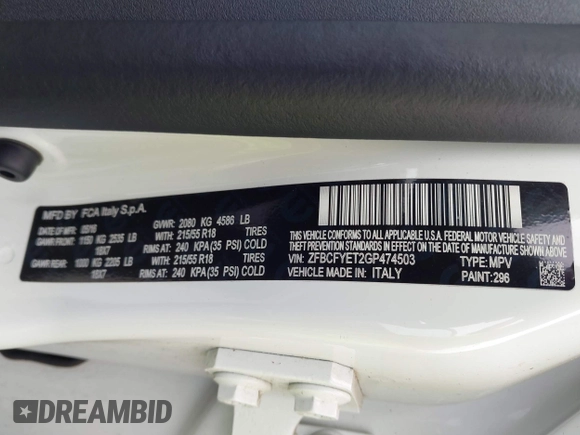 MFD BY FCA Italy S.p.A.
DATE OF MFR: 05/16 GVWR: 2080 KG 4586 LB
GAWR FRONT: 1150 KG 2535 LB WITH: 215/55 R18 TIRES
18X7 RIMS AT: 240 KPA(35 PSI) COLD
GAWR REAR: 1000 KG 2205 LB WITH: 215/55 R18 TIRES
18X7 RIMS AT: 240 KPA(35 PSI) COLD
THIS VEHICLE CONFORMS TO ALL APPLICABLE U.S.A. FEDERAL MOTOR VEHICLE SAFETY
AND THEFT PREVENTION STANDARDS IN EFFECT ON THE DATE OF MANUFACTURE SHOWN ABOVE.
VIN: ZFBCFYET2GP474503 TYPE: MPV
VEHICLE MADE IN: ITALY PAINT: 296
DREAMBID